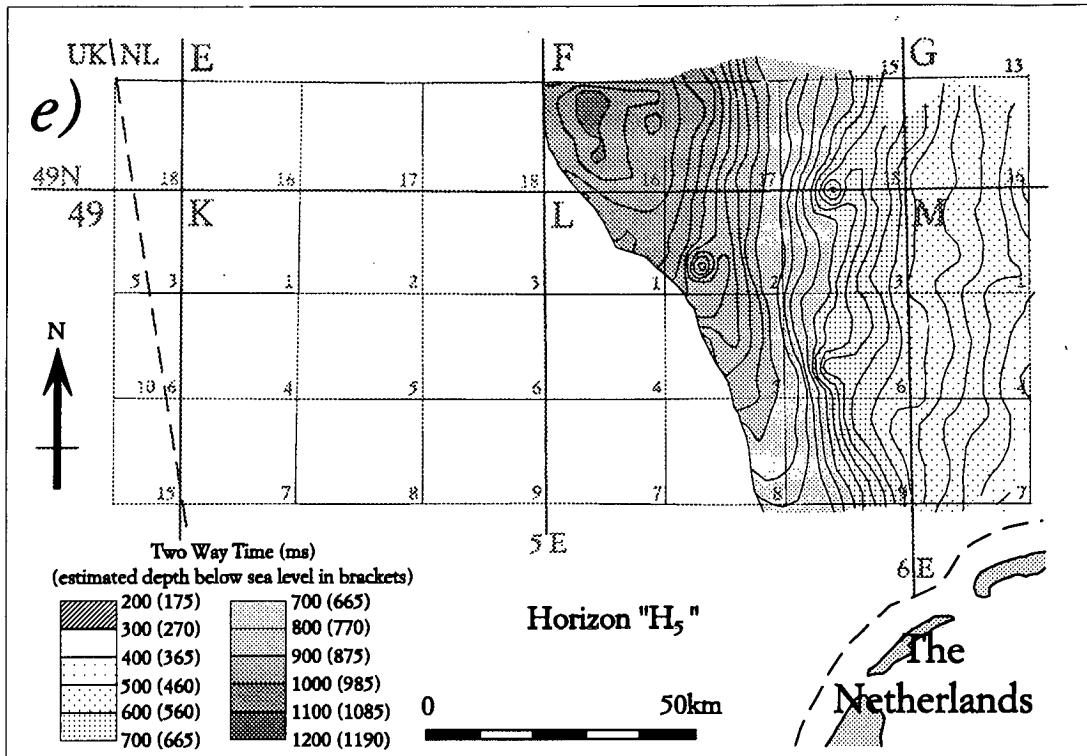 UK\NL E F G
e)
15 13
49N 18 16 17 18 16 17 18 16
49 K L M
5 3 1 2 3 1 2 3 1
N
10 6 4 5 6 4 6 4
15 7 8 9 7 8 9 7
5 E
6 E
Two Way Time (ms)
(estimated depth below sea level in brackets)
200 (175)
300 (270)
400 (365)
500 (460)
600 (560)
700 (665)
700 (665)
800 (770)
900 (875)
1000 (985)
1100 (1085)
1200 (1190)
Horizon "H₅"
0 50km
The
Netherlands